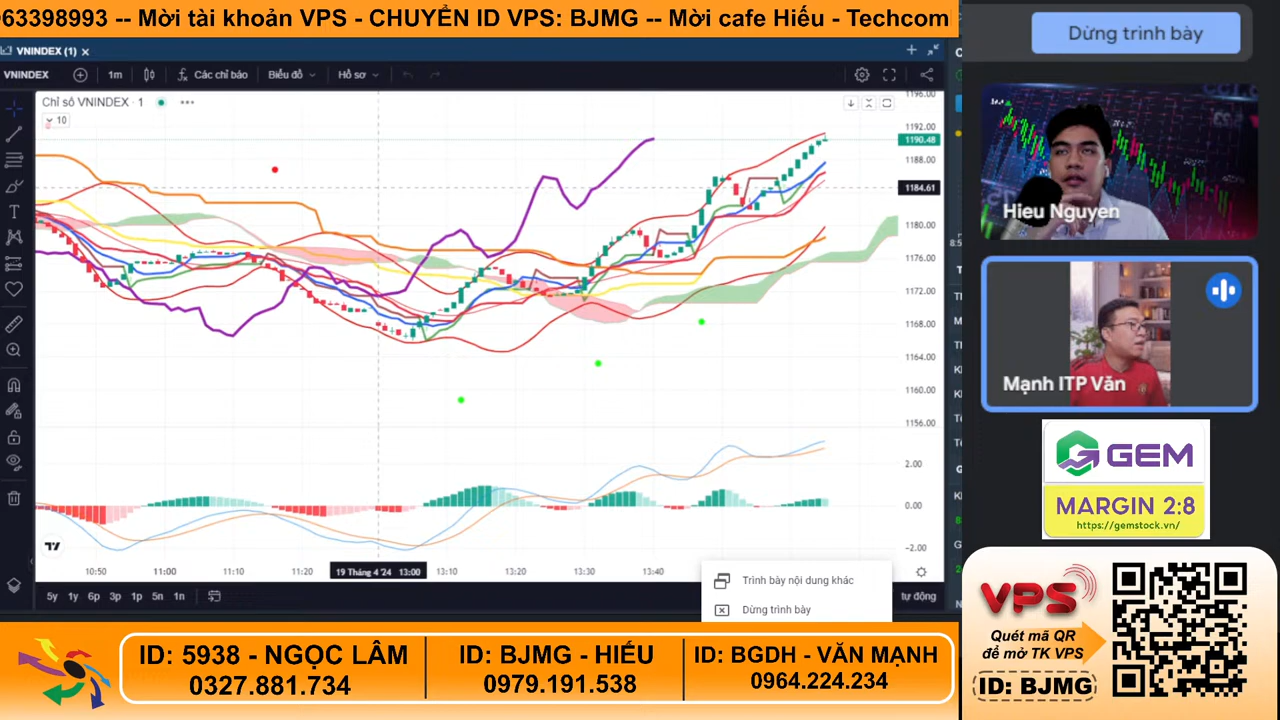 963398993 -- Mời tài khoản VPS - CHUYỂN ID VPS: BJMG -- Mời cafe Hiếu - Techcom
VNINDEX (1) ×
VNINDEX
1m
Các chỉ báo
Biểu đồ
Hồ sơ
Chỉ số VNINDEX · 1
10
1196.00
1192.00
1190.48
1188.00
1184.61
1180.00
1176.00
1172.00
1168.00
1164.00
1160.00
1156.00
2.00
0.00
−2.00
10:50
11:00
11:10
11:20
19 Tháng 4 '24 13:00
13:10
13:20
13:30
13:40
5y 1y 6p 3p 1p 5n 1n
tự động
Trình bày nội dung khác
Dừng trình bày
Dừng trình bày
Hieu Nguyen
Mạnh ITP Văn
GEM
MARGIN 2:8
https://gemstock.vn/
VPS
Quét mã QR
để mở TK VPS
ID: BJMG
ID: 5938 - NGỌC LÂM
0327.881.734
ID: BJMG - HIẾU
0979.191.538
ID: BGDH - VĂN MẠNH
0964.224.234